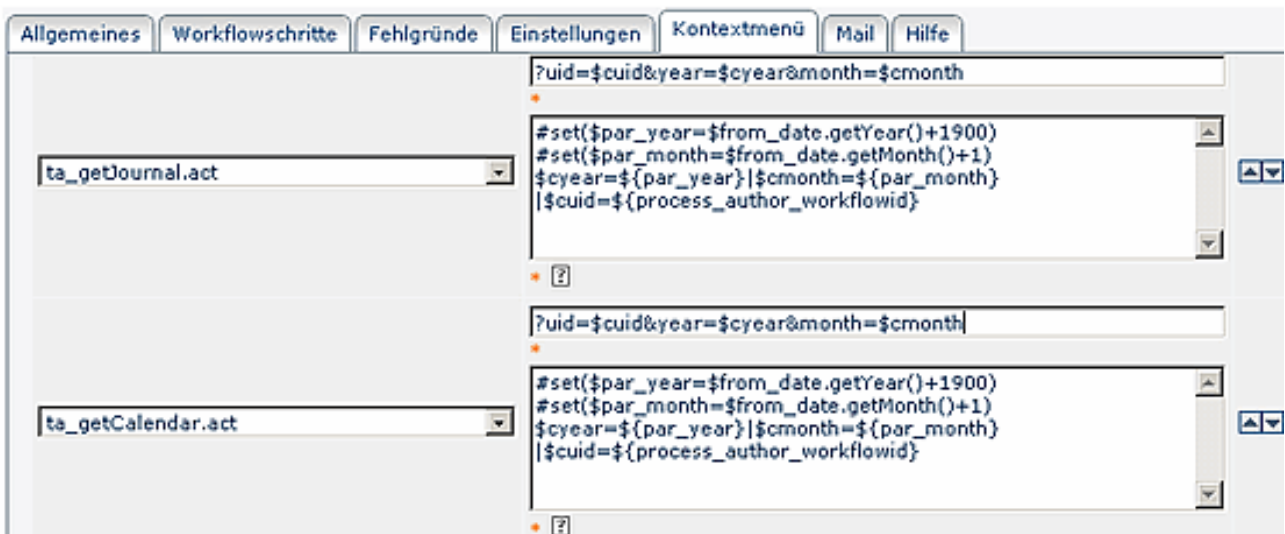 Allgemeines Workflowschritte Fehlgründe Einstellungen Kontextmenü Mail Hilfe
?uid=$cuid&year=$cyear&month=$cmonth
*
ta_getJournal.act
#set($par_year=$from_date.getYear()+1900)
#set($par_month=$from_date.getMonth()+1)
$cyear=${par_year}|$cmonth=${par_month}
|$cuid=${process_author_workflowid}
* ?
?uid=$cuid&year=$cyear&month=$cmonth
*
ta_getCalendar.act
#set($par_year=$from_date.getYear()+1900)
#set($par_month=$from_date.getMonth()+1)
$cyear=${par_year}|$cmonth=${par_month}
|$cuid=${process_author_workflowid}
* ?